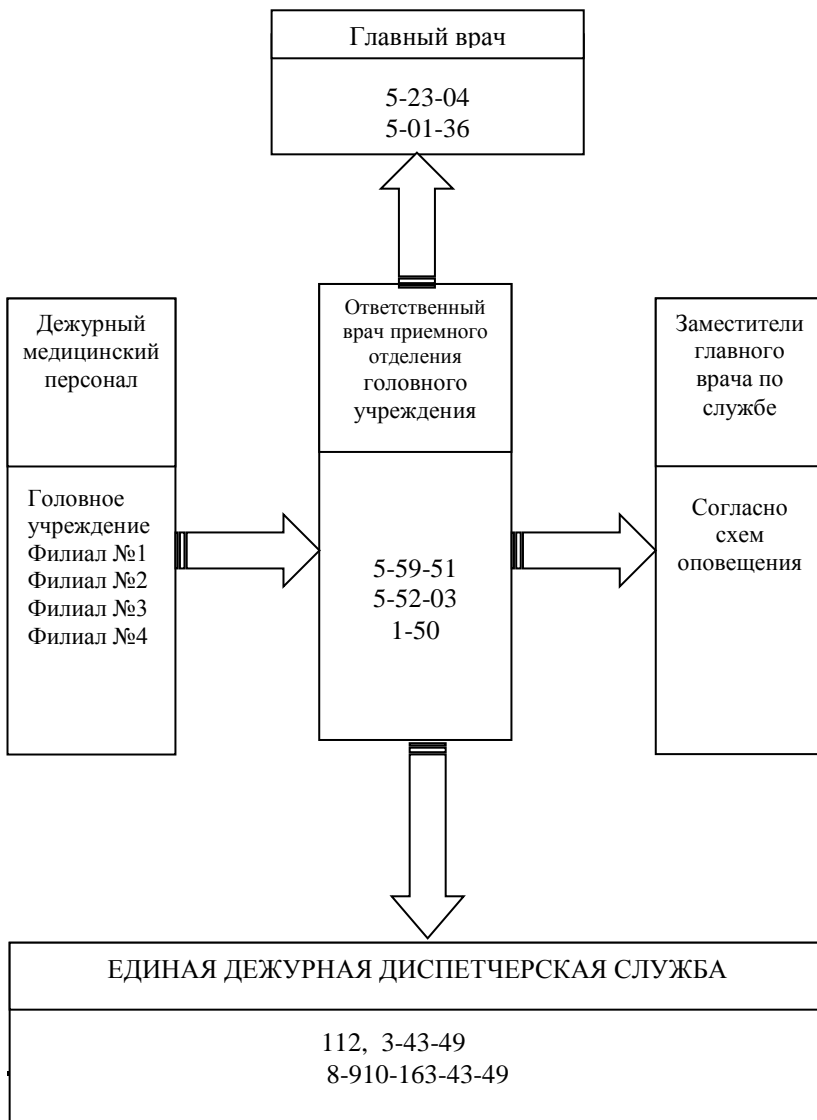 Главный врач
5-23-04
5-01-36
Дежурный
медицинский
персонал
Головное
учреждение
Филиал №1
Филиал №2
Филиал №3
Филиал №4
Ответственный
врач приемного
отделения
головного
учреждения
5-59-51
5-52-03
1-50
Заместители
главного
врача по
службе
Согласно
схем
оповещения
ЕДИНАЯ ДЕЖУРНАЯ ДИСПЕТЧЕРСКАЯ СЛУЖБА
112, 3-43-49
8-910-163-43-49